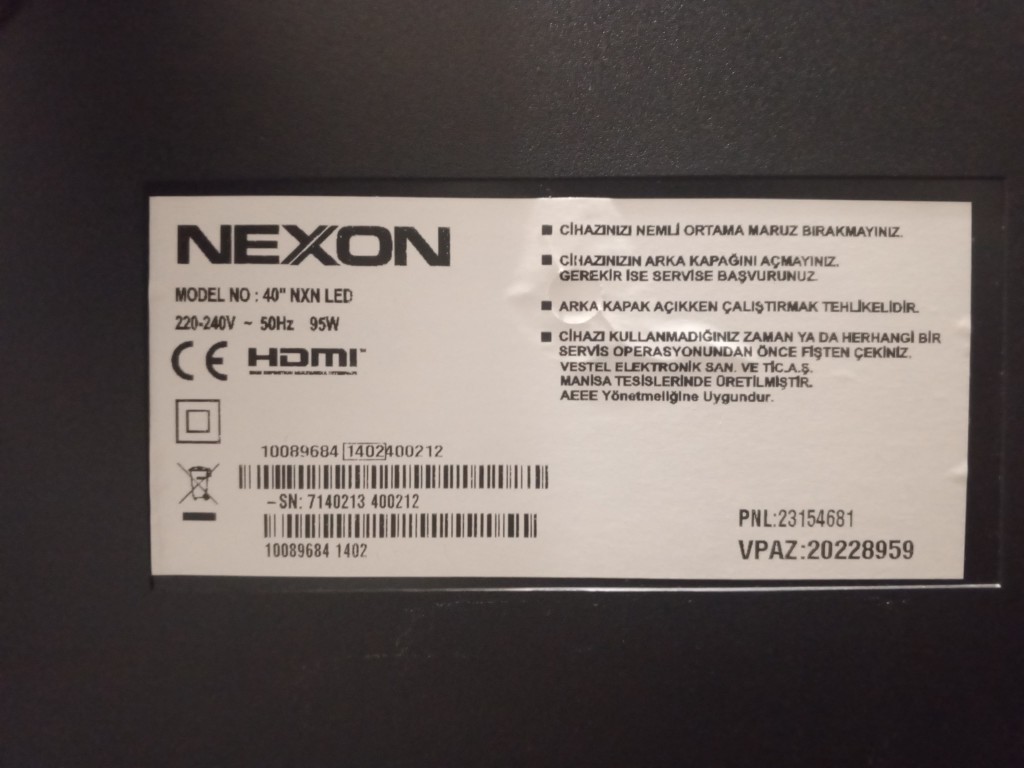 NEXON
MODEL NO : 40" NXN LED
220-240V ~ 50Hz 95W
CE HDMI™
10089684 1402400212
-SN: 7140213 400212
10089684 1402
■ CİHAZINIZI NEMLİ ORTAMA MARUZ BIRAKMAYINIZ.
■ CİHAZINIZIN ARKA KAPAĞINI AÇMAYINIZ.
GEREKİR İSE SERVİSE BAŞVURUNUZ.
■ ARKA KAPAK AÇIKKEN ÇALIŞTIRMAK TEHLİKELİDİR.
■ CİHAZI KULLANMADIĞINIZ ZAMAN YA DA HERHANGİ BİR
SERVİS OPERASYONUNDAN ÖNCE FİŞTEN ÇEKİNİZ.
VESTEL ELEKTRONİK SAN. VE TİC.A.Ş.
MANİSA TESİSLERİNDE ÜRETİLMİŞTİR.
AEEE Yönetmeliğine Uygundur.
PNL:23154681
VPAZ:20228959